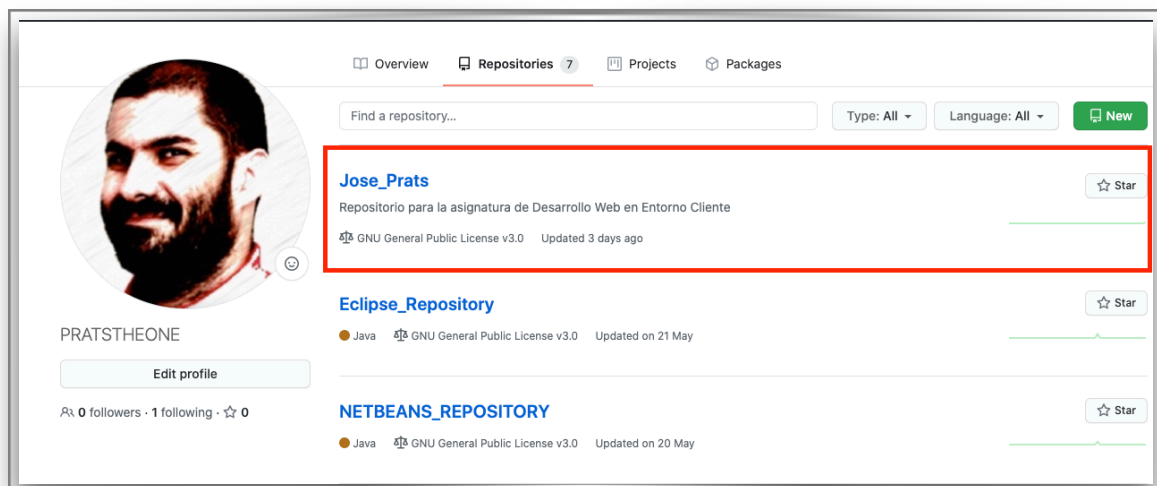 Overview Repositories 7 Projects Packages
Find a repository... Type: All Language: All New
Jose_Prats Star
Repositorio para la asignatura de Desarrollo Web en Entorno Cliente
GNU General Public License v3.0 Updated 3 days ago
Eclipse_Repository Star
Java GNU General Public License v3.0 Updated on 21 May
NETBEANS_REPOSITORY Star
Java GNU General Public License v3.0 Updated on 20 May
PRATSTHEONE
Edit profile
0 followers · 1 following · 0